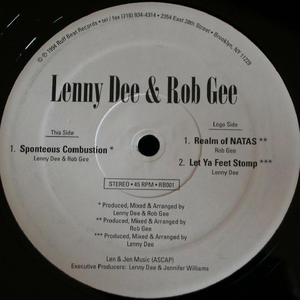 ℗ © 1994 Ruff Beat Records • tel / fax (718) 934-4314 • 2354 East 28th Street • Brooklyn, NY 11229
Lenny Dee & Rob Gee
This Side
1. Sponteous Combustion *
Lenny Dee & Rob Gee
Logo Side
1. Realm of NATAS **
Rob Gee
2. Let Ya Feet Stomp ***
Lenny Dee
STEREO • 45 RPM • RB001
* Produced, Mixed & Arranged by
Lenny Dee & Rob Gee
** Produced, Mixed & Arranged by
Rob Gee
*** Produced, Mixed & Arranged by
Lenny Dee
Len & Jen Music (ASCAP)
Executive Producers: Lenny Dee & Jennifer Williams